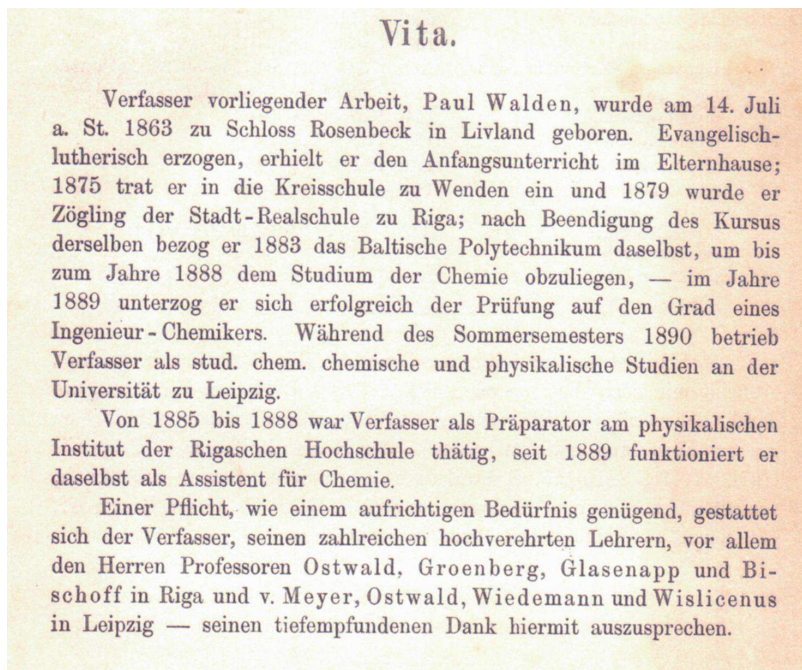 Vita.
Verfasser vorliegender Arbeit, Paul Walden, wurde am 14. Juli
a. St. 1863 zu Schloss Rosenbeck in Livland geboren. Evangelisch-
lutherisch erzogen, erhielt er den Anfangsunterricht im Elternhause;
1875 trat er in die Kreisschule zu Wenden ein und 1879 wurde er
Zögling der Stadt-Realschule zu Riga; nach Beendigung des Kursus
derselben bezog er 1883 das Baltische Polytechnikum daselbst, um bis
zum Jahre 1888 dem Studium der Chemie obzuliegen, — im Jahre
1889 unterzog er sich erfolgreich der Prüfung auf den Grad eines
Ingenieur-Chemikers. Während des Sommersemesters 1890 betrieb
Verfasser als stud. chem. chemische und physikalische Studien an der
Universität zu Leipzig.
Von 1885 bis 1888 war Verfasser als Präparator am physikalischen
Institut der Rigaschen Hochschule thätig, seit 1889 funktioniert er
daselbst als Assistent für Chemie.
Einer Pflicht, wie einem aufrichtigen Bedürfnis genügend, gestattet
sich der Verfasser, seinen zahlreichen hochverehrten Lehrern, vor allem
den Herren Professoren Ostwald, Groenberg, Glasenapp und Bi-
schoff in Riga und v. Meyer, Ostwald, Wiedemann und Wislicenus
in Leipzig — seinen tiefempfundenen Dank hiermit auszusprechen.